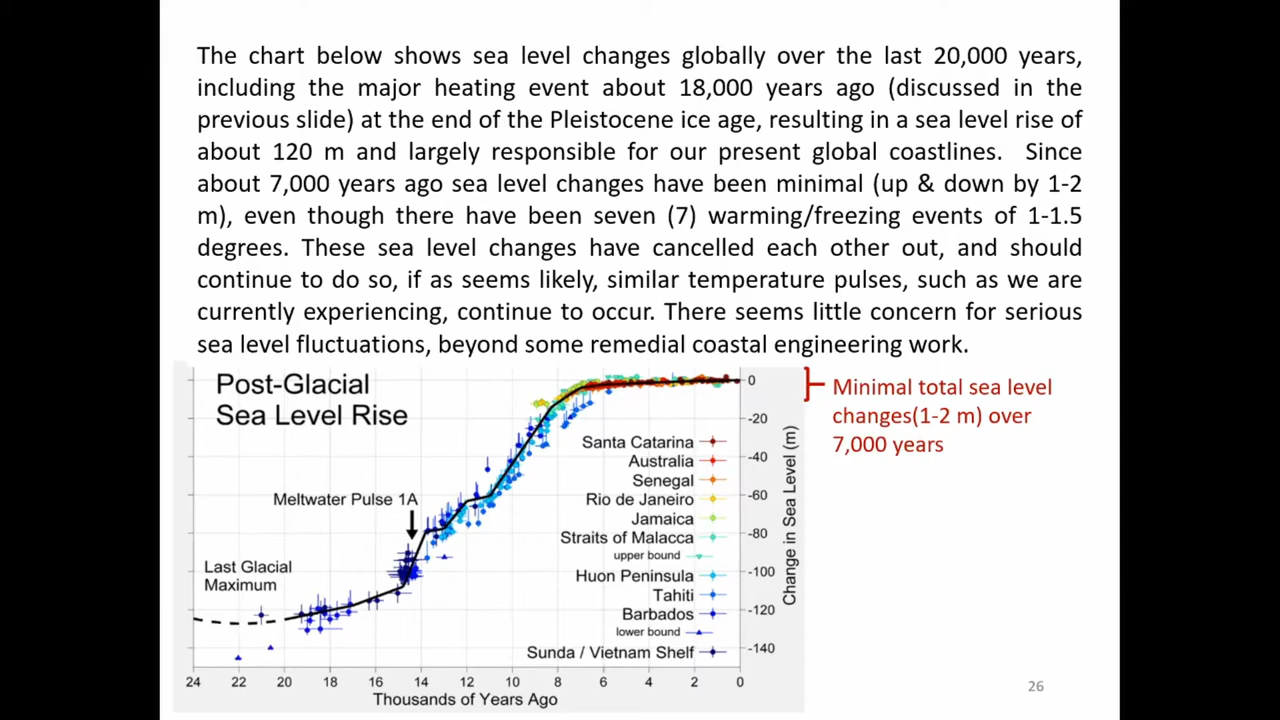 The chart below shows sea level changes globally over the last 20,000 years,
including the major heating event about 18,000 years ago (discussed in the
previous slide) at the end of the Pleistocene ice age, resulting in a sea level rise of
about 120 m and largely responsible for our present global coastlines.  Since
about 7,000 years ago sea level changes have been minimal (up & down by 1-2
m), even though there have been seven (7) warming/freezing events of 1-1.5
degrees. These sea level changes have cancelled each other out, and should
continue to do so, if as seems likely, similar temperature pulses, such as we are
currently experiencing, continue to occur. There seems little concern for serious
sea level fluctuations, beyond some remedial coastal engineering work.
Post-Glacial
Sea Level Rise
Meltwater Pulse 1A
Last Glacial
Maximum
Santa Catarina
Australia
Senegal
Rio de Janeiro
Jamaica
Straits of Malacca
upper bound
Huon Peninsula
Tahiti
Barbados
lower bound
Sunda / Vietnam Shelf
0
-20
-40
-60
-80
-100
-120
-140
Change in Sea Level (m)
24 22 20 18 16 14 12 10 8 6 4 2 0
Thousands of Years Ago
Minimal total sea level
changes(1-2 m) over
7,000 years
26